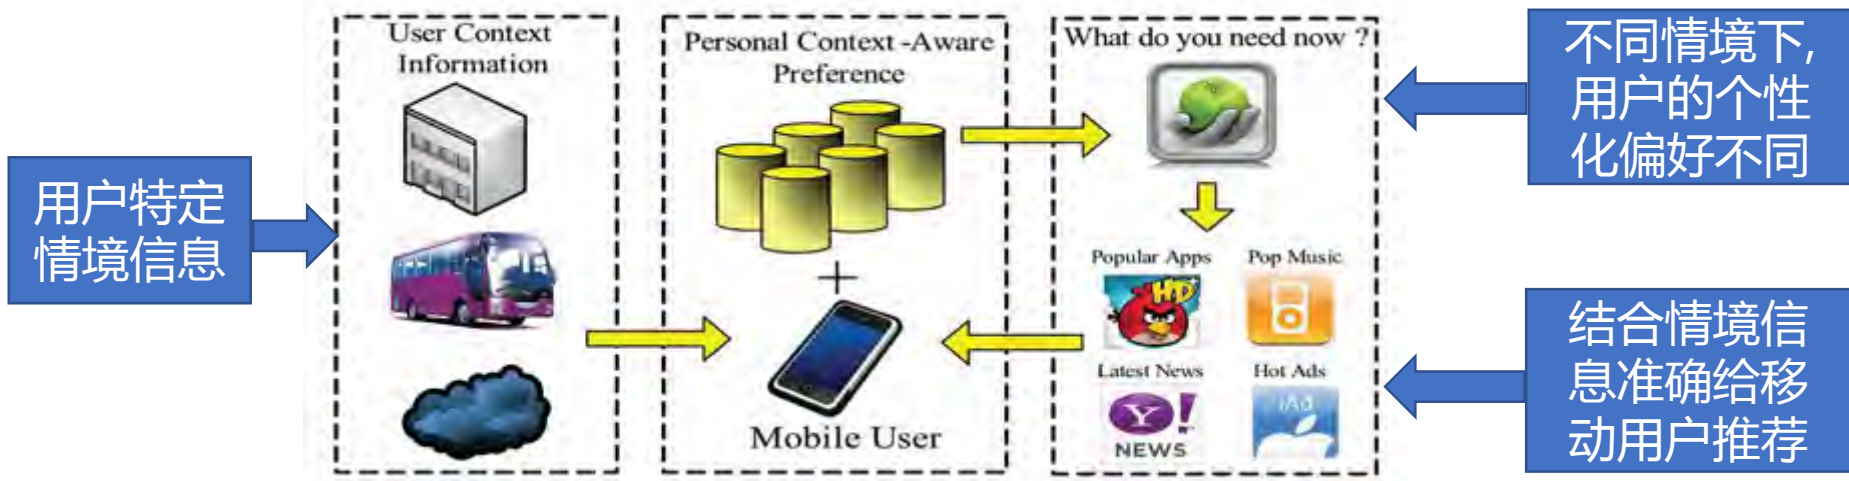 用户特定
情境信息
User Context
Information
Personal Context -Aware
Preference
+
Mobile User
What do you need now ?
Popular Apps
Pop Music
HD
Latest News
Hot Ads
Y!
NEWS
iAd
不同情境下,
用户的个性
化偏好不同
结合情境信
息准确给移
动用户推荐